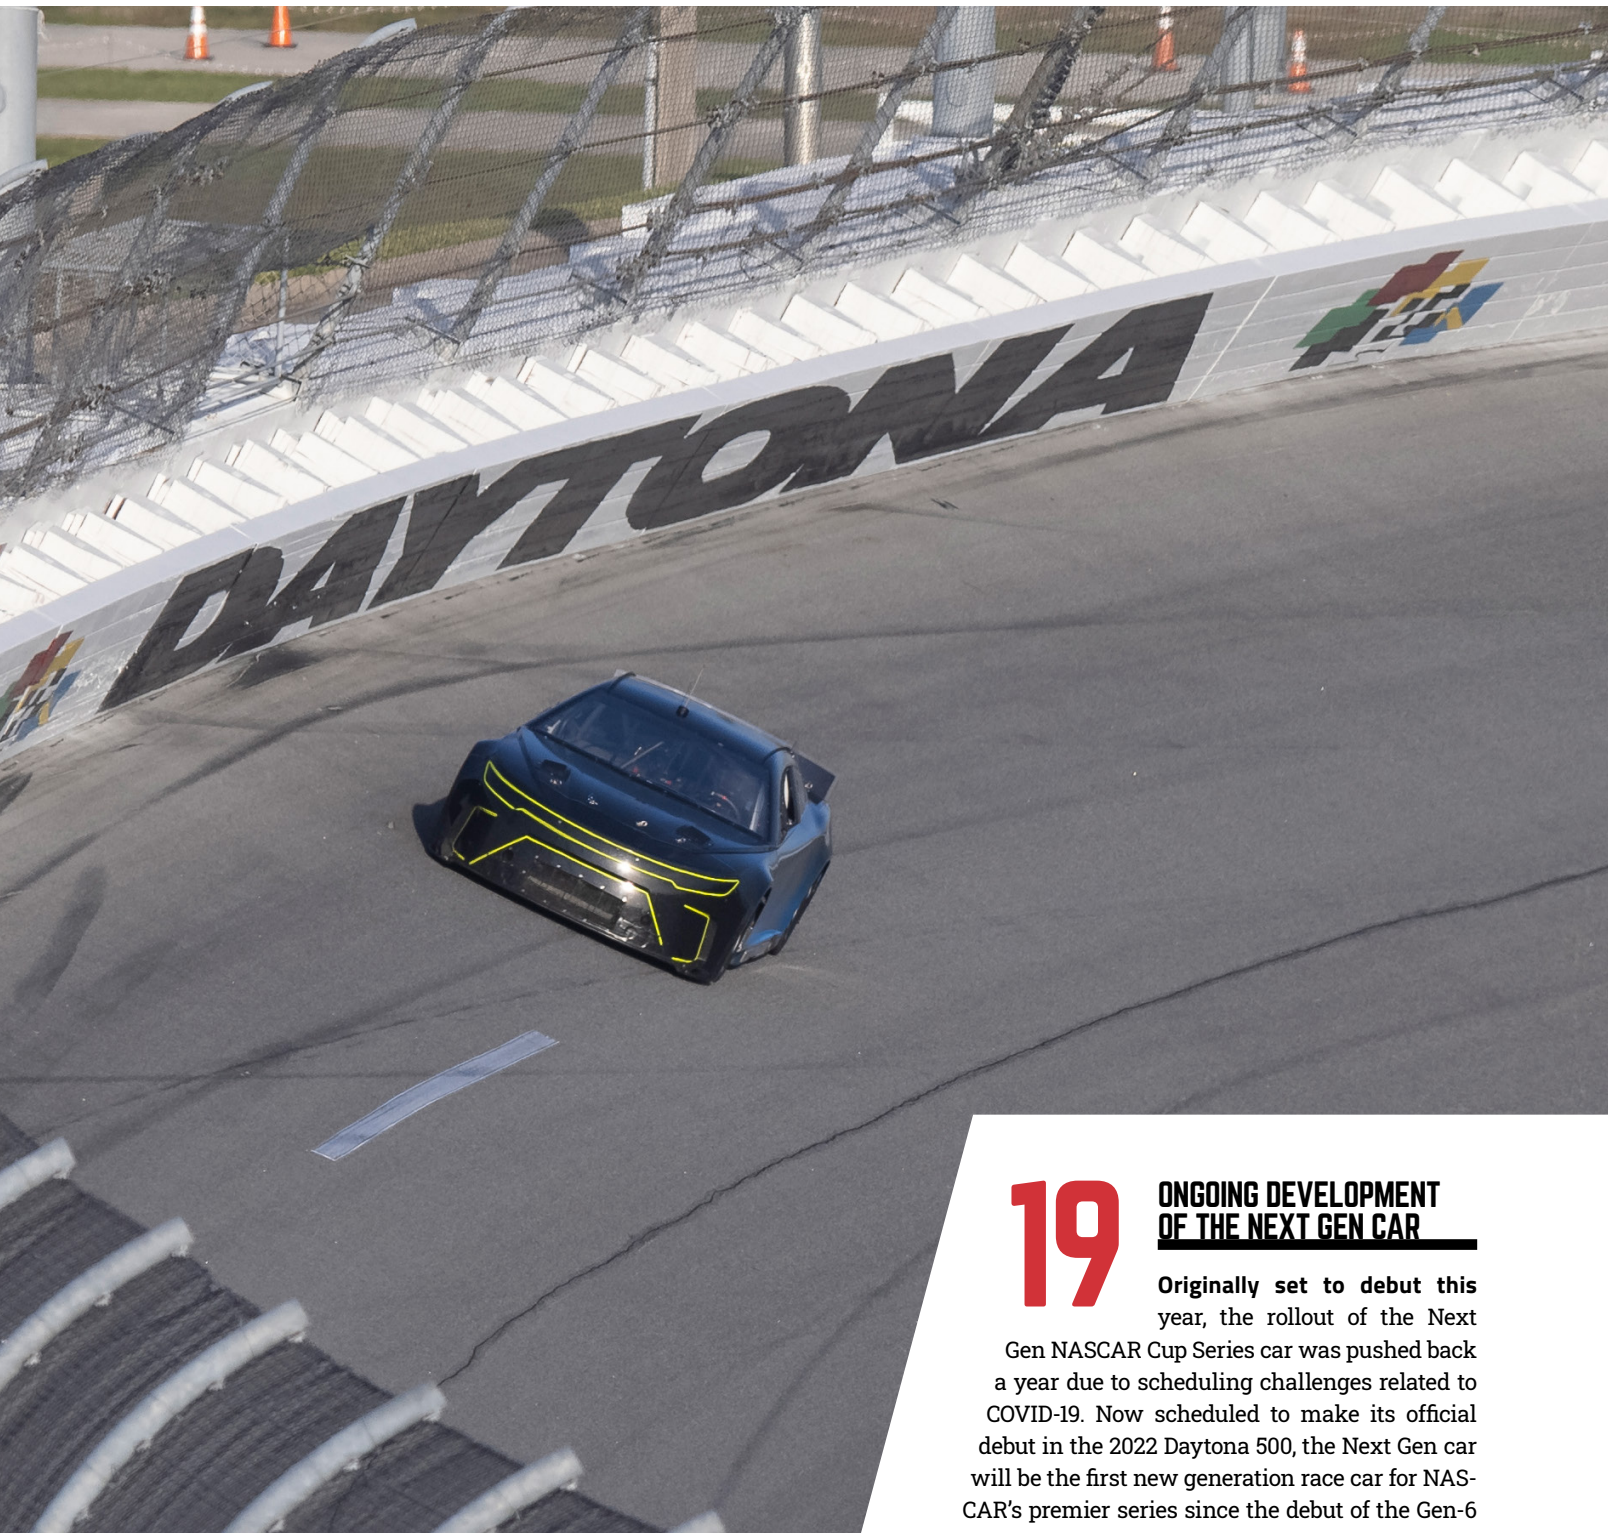 DAYTONA
19
ONGOING DEVELOPMENT
OF THE NEXT GEN CAR
Originally set to debut this
year, the rollout of the Next
Gen NASCAR Cup Series car was pushed back
a year due to scheduling challenges related to
COVID-19. Now scheduled to make its official
debut in the 2022 Daytona 500, the Next Gen car
will be the first new generation race car for NAS-
CAR’s premier series since the debut of the Gen-6